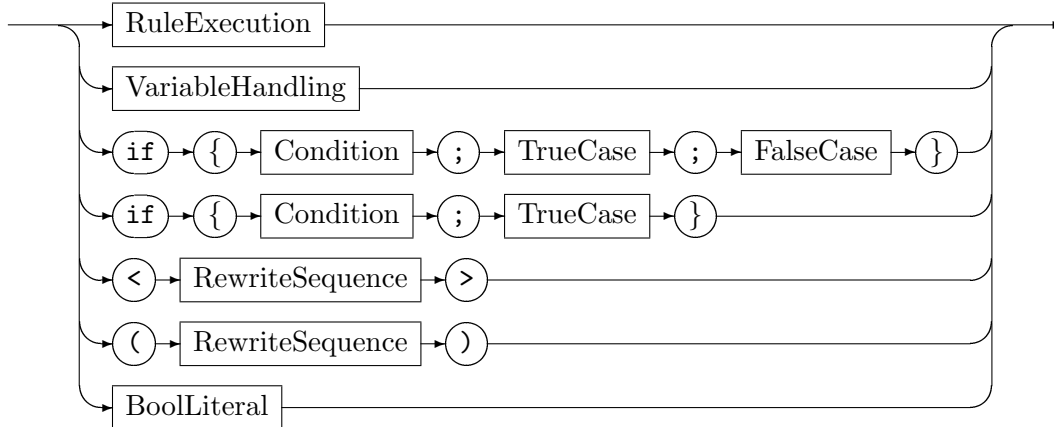 RuleExecution
VariableHandling
if { Condition ; TrueCase ; FalseCase }
if { Condition ; TrueCase }
< RewriteSequence >
( RewriteSequence )
BoolLiteral